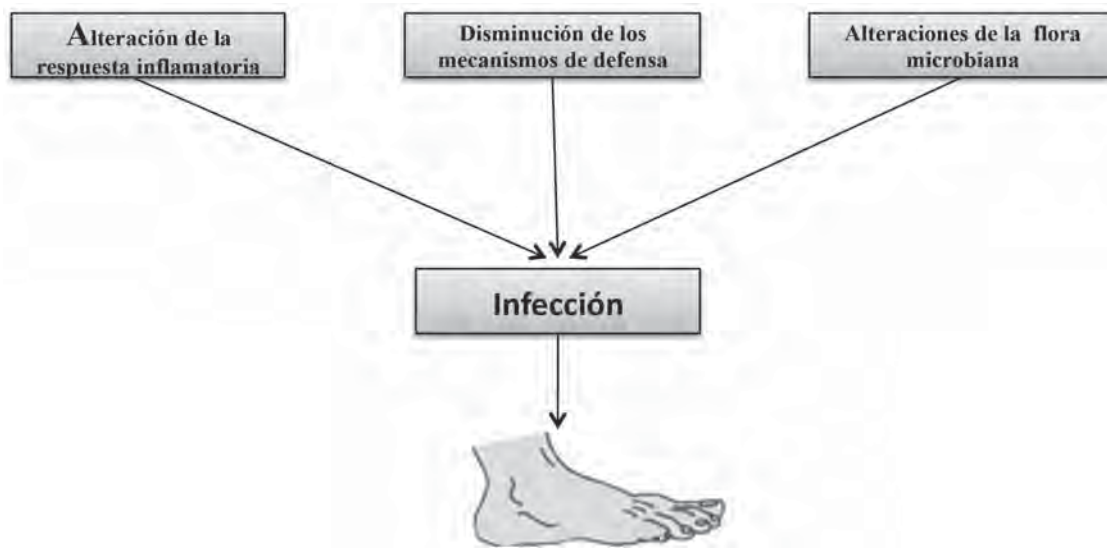 Alteración de la
respuesta inflamatoria
Disminución de los
mecanismos de defensa
Alteraciones de la flora
microbiana
Infección